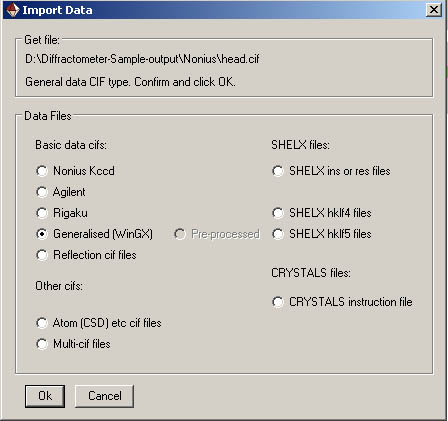 Import Data
Get file:
D:\Diffractometer-Sample-output\Nonius\head.cif
General data CIF type. Confirm and click OK.
Data Files
Basic data cifs:
Nonius Kccd
Agilent
Rigaku
Generalised (WinGX)
Pre-processed
Reflection cif files
Other cifs:
Atom (CSD) etc cif files
Multi-cif files
SHELX files:
SHELX ins or res files
SHELX hklf4 files
SHELX hklf5 files
CRYSTALS files:
CRYSTALS instruction file
Ok
Cancel